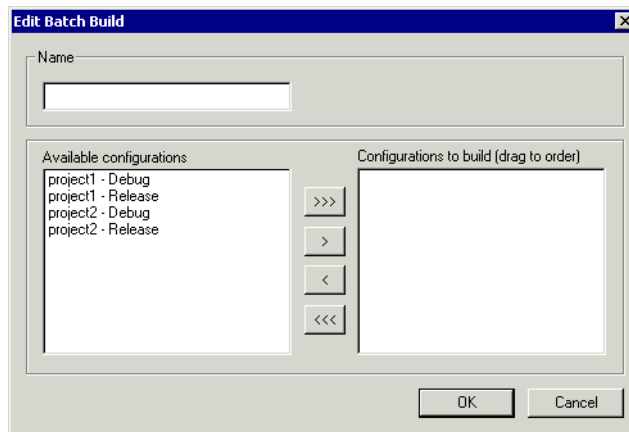 Edit Batch Build
Name
Available configurations
project1 - Debug
project1 - Release
project2 - Debug
project2 - Release
>>>
>
<
<<<
Configurations to build (drag to order)
OK
Cancel